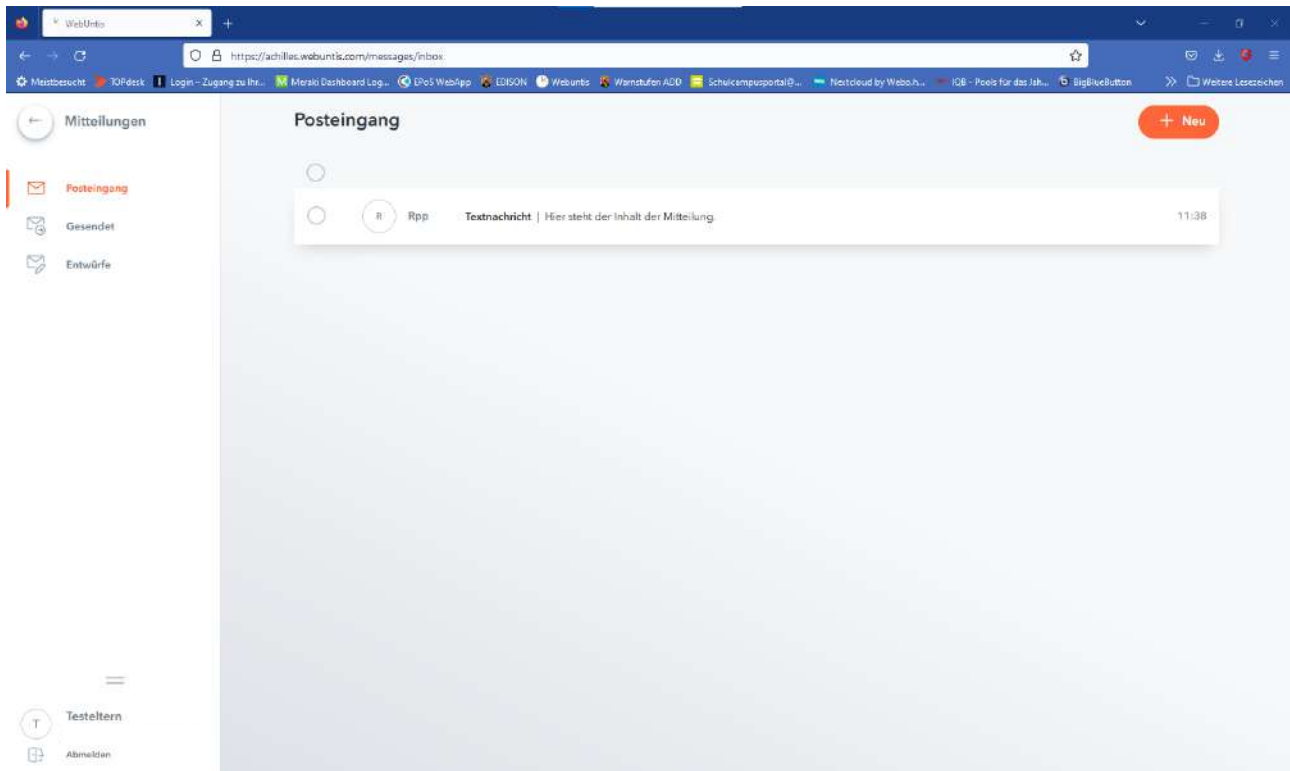 WebUntis
https://achilles.webuntis.com/messages/inbox
Meistbesucht TOPdesk Login – Zugang zu Ihr... Meraki Dashboard Log... EPoS WebApp EDISON Webuntis Warnstufen ADD Schulcampusportal@... Nextcloud by Webo.h... IQB - Pools für das Jah... BigBlueButton Weitere Lesezeichen
Mitteilungen
Posteingang
Gesendet
Entwürfe
Posteingang
+ Neu
R Rpp Textnachricht | Hier steht der Inhalt der Mitteilung. 11:38
T Testeltern
Abmelden